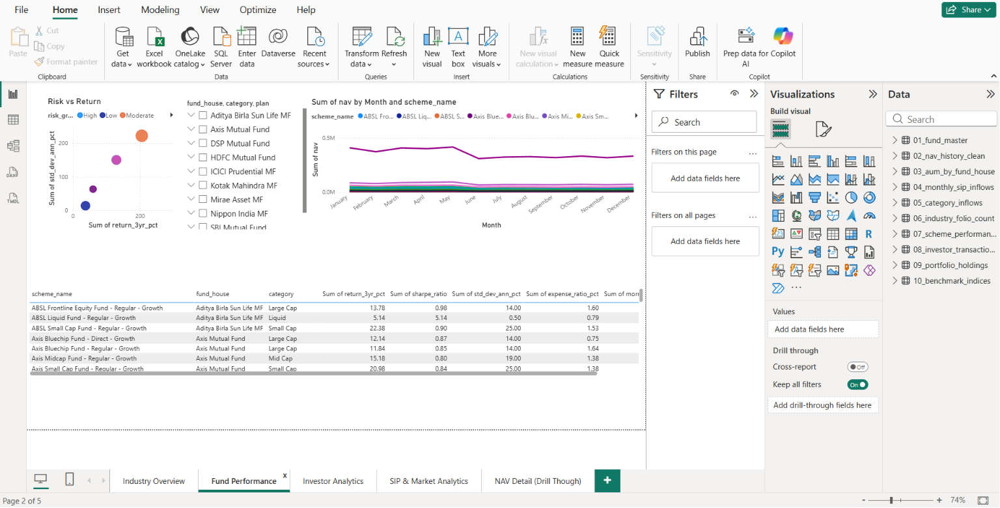 File Home Insert Modeling View Optimize Help Share
Paste Cut Copy Format painter
Get data Excel workbook OneLake catalog SQL Server Enter data Dataverse Recent sources
Transform data Refresh New visual Text box More visuals
New visual calculation New measure Quick measure Sensitivity Publish Prep data for AI Copilot
Clipboard Data Queries Insert Calculations Sensitivity Share Copilot
Risk vs Return
risk_gr... High Low Moderate
Sum of std_dev_ann_pct
200
100
0
0 200
Sum of return_3yr_pct
fund_house, category, plan
Aditya Birla Sun Life MF
Axis Mutual Fund
DSP Mutual Fund
HDFC Mutual Fund
ICICI Prudential MF
Kotak Mahindra MF
Mirae Asset MF
Nippon India MF
SBI Mutual Fund
Sum of nav by Month and scheme_name
scheme_name ABSL Fro... ABSL Liq... ABSL S... Axis Blue... Axis Blu... Axis Mi... Axis Sm...
Sum of nav
0.5M
0.0M
January February March April May June July August September October November December
Month
scheme_name fund_house category Sum of return_3yr_pct Sum of sharpe_ratio Sum of std_dev_ann_pct Sum of expense_ratio_pct Sum of morn
ABSL Frontline Equity Fund - Regular - Growth Aditya Birla Sun Life MF Large Cap 13.78 0.98 14.00 1.60
ABSL Liquid Fund - Regular - Growth Aditya Birla Sun Life MF Liquid 5.14 5.14 0.50 0.79
ABSL Small Cap Fund - Regular - Growth Aditya Birla Sun Life MF Small Cap 22.38 0.90 25.00 1.53
Axis Bluechip Fund - Direct - Growth Axis Mutual Fund Large Cap 12.14 0.87 14.00 0.75
Axis Bluechip Fund - Regular - Growth Axis Mutual Fund Large Cap 11.84 0.85 14.00 1.64
Axis Midcap Fund - Regular - Growth Axis Mutual Fund Mid Cap 15.18 0.80 19.00 1.38
Axis Small Cap Fund - Regular - Growth Axis Mutual Fund Small Cap 20.98 0.84 25.00 1.38
Filters
Search
Filters on this page ...
Add data fields here
Filters on all pages ...
Add data fields here
Visualizations
Build visual
123
R
Py
...
Values
Add data fields here
Drill through
Cross-report Off
Keep all filters On
Add drill-through fields here
Data
Search
01_fund_master
02_nav_history_clean
03_aum_by_fund_house
04_monthly_sip_inflows
05_category_inflows
06_industry_folio_count
07_scheme_performan...
08_investor_transactio...
09_portfolio_holdings
10_benchmark_indices
DAX
TMDL
Industry Overview Fund Performance x Investor Analytics SIP & Market Analytics NAV Detail (Drill Though) +
Page 2 of 5 - + 74%